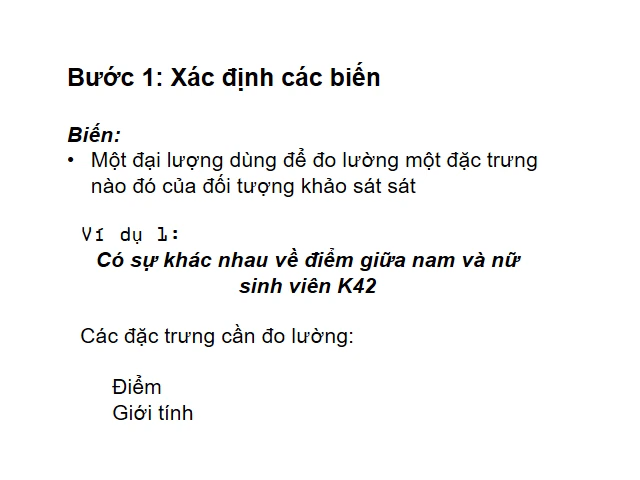 Bước 1: Xác định các biến
Biến:
• Một đại lượng dùng để đo lường một đặc trưng
nào đó của đối tượng khảo sát sát
Ví dụ 1:
Có sự khác nhau về điểm giữa nam và nữ
sinh viên K42
Các đặc trưng cần đo lường:
Điểm
Giới tính